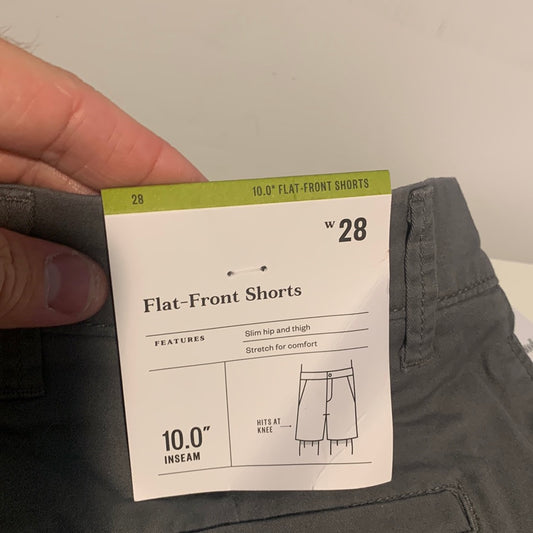 28 10.0" FLAT-FRONT SHORTS
W 28
Flat-Front Shorts
FEATURES
Slim hip and thigh
Stretch for comfort
10.0"
INSEAM
HITS AT
KNEE